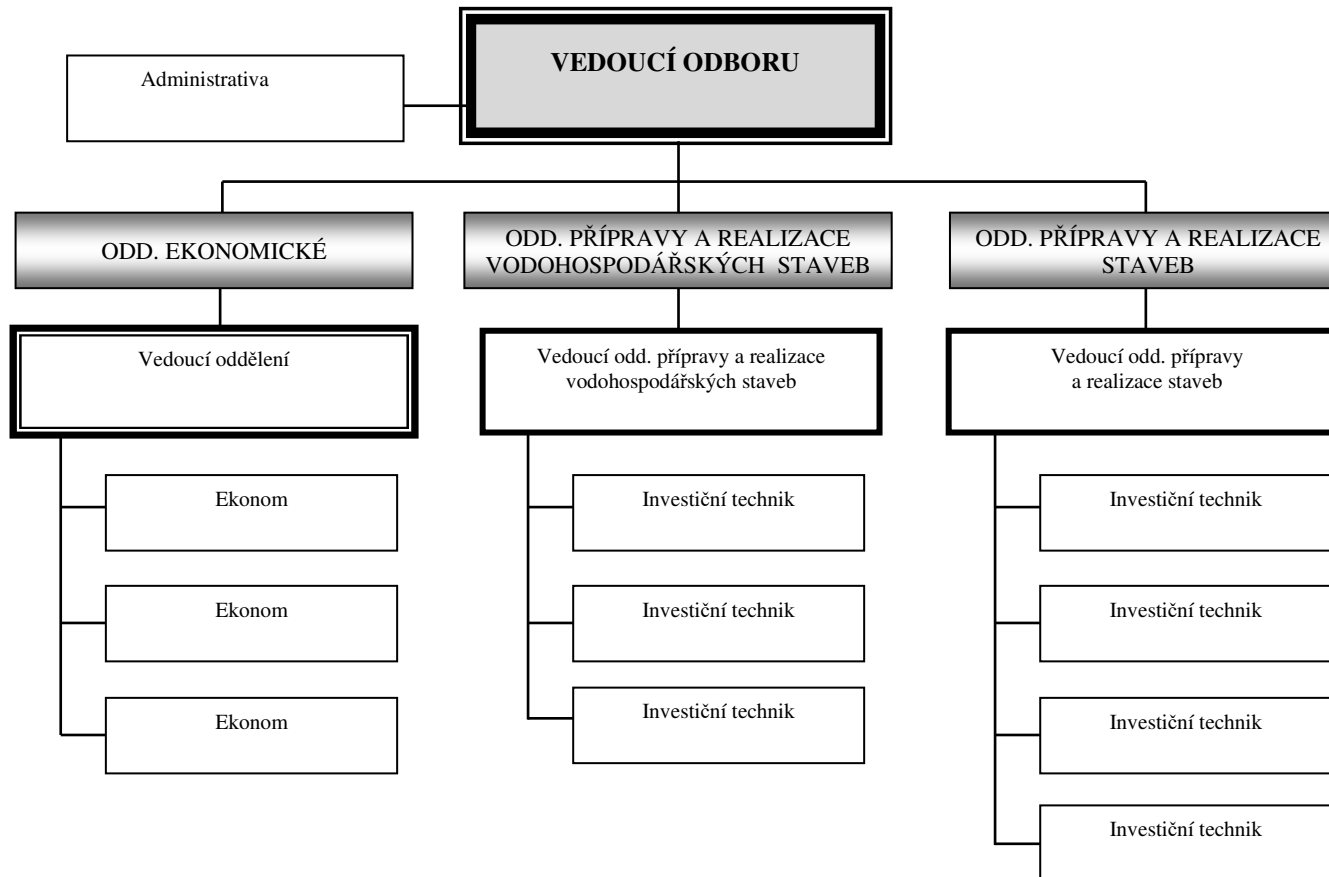 VEDOUCÍ ODBORU
Administrativa
ODD. EKONOMICKÉ
ODD. PŘÍPRAVY A REALIZACE
VODOHOSPODÁŘSKÝCH STAVEB
ODD. PŘÍPRAVY A REALIZACE
STAVEB
Vedoucí oddělení
Vedoucí odd. přípravy a realizace
vodohospodářských staveb
Vedoucí odd. přípravy
a realizace staveb
Ekonom
Investiční technik
Investiční technik
Ekonom
Investiční technik
Investiční technik
Ekonom
Investiční technik
Investiční technik
Investiční technik